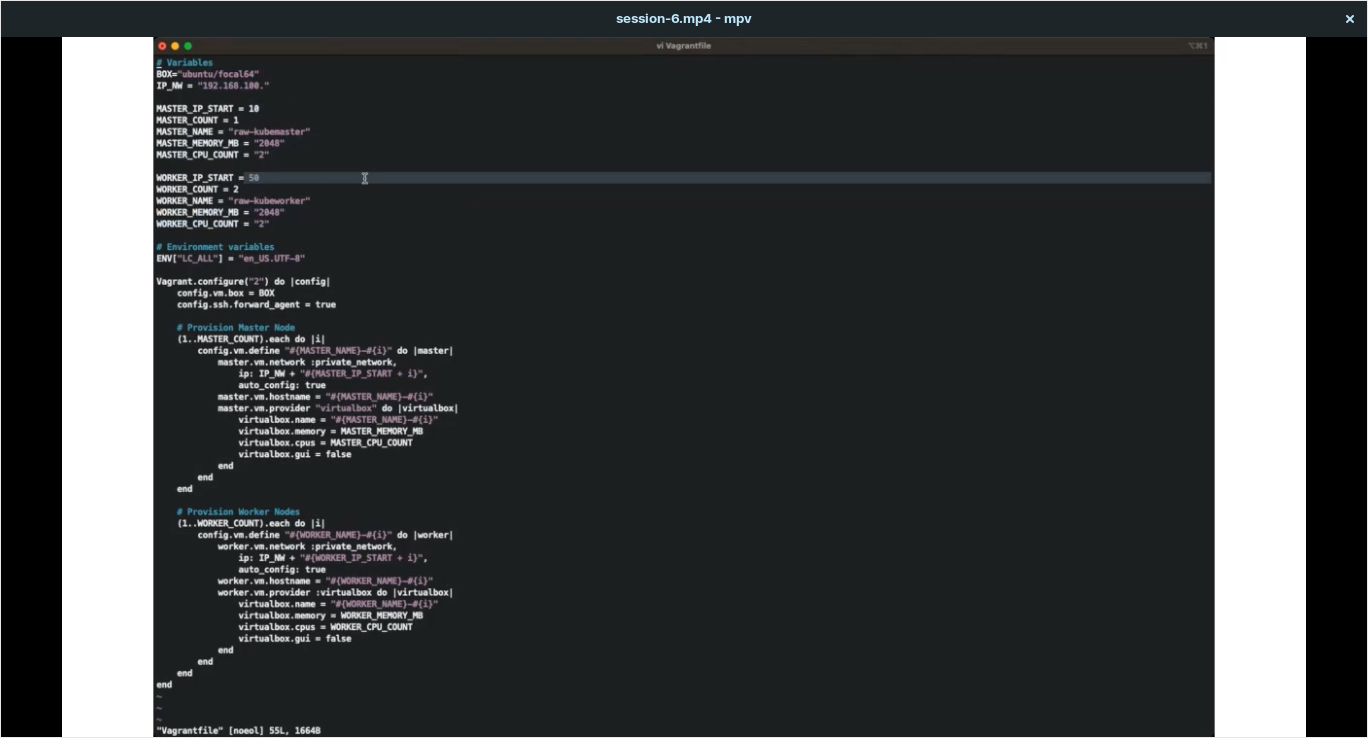 session-6.mp4 - mpv
×
vi Vagrantfile
⌥⌘1
# Variables
BOX="ubuntu/focal64"
IP_NW = "192.168.100."

MASTER_IP_START = 10
MASTER_COUNT = 1
MASTER_NAME = "raw-kubemaster"
MASTER_MEMORY_MB = "2048"
MASTER_CPU_COUNT = "2"

WORKER_IP_START = 50
WORKER_COUNT = 2
WORKER_NAME = "raw-kubeworker"
WORKER_MEMORY_MB = "2048"
WORKER_CPU_COUNT = "2"

# Environment variables
ENV["LC_ALL"] = "en_US.UTF-8"

Vagrant.configure("2") do |config|
    config.vm.box = BOX
    config.ssh.forward_agent = true

    # Provision Master Node
    (1..MASTER_COUNT).each do |i|
        config.vm.define "#{MASTER_NAME}-#{i}" do |master|
            master.vm.network :private_network,
                ip: IP_NW + "#{MASTER_IP_START + i}",
                auto_config: true
            master.vm.hostname = "#{MASTER_NAME}-#{i}"
            master.vm.provider "virtualbox" do |virtualbox|
                virtualbox.name = "#{MASTER_NAME}-#{i}"
                virtualbox.memory = MASTER_MEMORY_MB
                virtualbox.cpus = MASTER_CPU_COUNT
                virtualbox.gui = false
            end
        end
    end

    # Provision Worker Nodes
    (1..WORKER_COUNT).each do |i|
        config.vm.define "#{WORKER_NAME}-#{i}" do |worker|
            worker.vm.network :private_network,
                ip: IP_NW + "#{WORKER_IP_START + i}",
                auto_config: true
            worker.vm.hostname = "#{WORKER_NAME}-#{i}"
            worker.vm.provider :virtualbox do |virtualbox|
                virtualbox.name = "#{WORKER_NAME}-#{i}"
                virtualbox.memory = WORKER_MEMORY_MB
                virtualbox.cpus = WORKER_CPU_COUNT
                virtualbox.gui = false
            end
        end
    end
end
~
~
~
"Vagrantfile" [noeol] 55L, 1664B